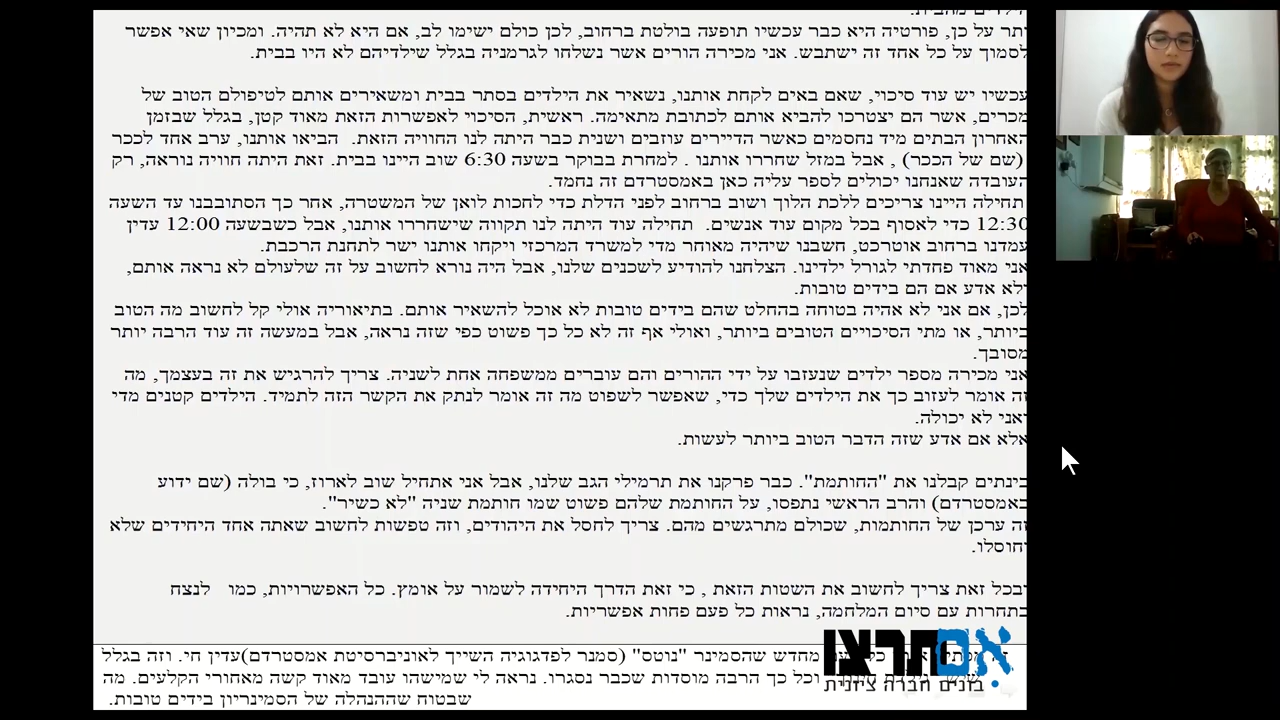 הילדים מהבית.
יתר על כן, פורטיה היא כבר עכשיו תופעה בולטת ברחוב, לכן כולם ישימו לב, אם היא לא תהיה. ומכיון שאי אפשר
לסמוך על כל אחד זה ישתבש. אני מכירה הורים אשר נשלחו לגרמניה בגלל שילדיהם לא היו בבית.
עכשיו יש עוד סיכוי, שאם באים לקחת אותנו, נשאיר את הילדים בסתר בבית ומשאירים אותם לטיפולם הטוב של
מכרים, אשר הם יצטרכו להביא אותם לכתובת מתאימה. ראשית, הסיכוי לאפשרות הזאת מאוד קטן, בגלל שבזמן
האחרון הבתים מיד נחסמים כאשר הדיירים עוזבים ושנית כבר היתה לנו החוויה הזאת. הביאו אותנו, ערב אחד לככר
(שם של הככר) , אבל במזל שחררו אותנו . למחרת בבוקר בשעה 6:30 שוב היינו בבית. זאת היתה חוויה נוראה, רק
העובדה שאנחנו יכולים לספר עליה כאן באמסטרדם זה נחמד.
תחילה היינו צריכים ללכת הלוך ושוב ברחוב לפני הדלת כדי לחכות לואן של המשטרה, אחר כך הסתובבנו עד השעה
12:30 כדי לאסוף בכל מקום עוד אנשים. תחילה עוד היתה לנו תקווה שישחררו אותנו, אבל כשבשעה 12:00 עדין
עמדנו ברחוב אוטרכט, חשבנו שיהיה מאוחר מדי למשרד המרכזי ויקחו אותנו ישר לתחנת הרכבת.
אני מאוד פחדתי לגורל ילדינו. הצלחנו להודיע לשכנים שלנו, אבל היה נורא לחשוב על זה שלעולם לא נראה אותם,
ולא אדע אם הם בידים טובות.
לכן, אם אני לא אהיה בטוחה בהחלט שהם בידים טובות לא אוכל להשאיר אותם. בתיאוריה אולי קל לחשוב מה הטוב
ביותר, או מתי הסיכויים הטובים ביותר, ואולי אף זה לא כל כך פשוט כפי שזה נראה, אבל במעשה זה עוד הרבה יותר
מסובך.
אני מכירה מספר ילדים שנעזבו על ידי ההורים והם עוברים ממשפחה אחת לשניה. צריך להרגיש את זה בעצמך, מה
זה אומר לעזוב כך את הילדים שלך כדי, שאפשר לשפוט מה זה אומר לנתק את הקשר הזה לתמיד. הילדים קטנים מדי
ואני לא יכולה.
אלא אם אדע שזה הדבר הטוב ביותר לעשות.
בינתים קבלנו את "החותמת". כבר פרקנו את תרמילי הגב שלנו, אבל אני אתחיל שוב לארוז, כי בולה (שם ידוע
באמסטרדם) והרב הראשי נתפסו, על החותמת שלהם פשוט שמו חותמת שניה "לא כשיר".
זה ערכן של החותמות, שכולם מתרגשים מהם. צריך לחסל את היהודים, וזה טפשות לחשוב שאתה אחד היחידים שלא
יחוסלו.
ובכל זאת צריך לחשוב את השטות הזאת , כי זאת הדרך היחידה לשמור על אומץ. כל האפשרויות, כמו לנצח
בתחרות עם סיום המלחמה, נראות כל פעם פחות אפשריות.
מחדש שהסמינר "נוטס" (סמנר לפדגוגיה השייך לאוניברסיטת אמסטרדם)עדין חי. וזה בגלל
וכל כך הרבה מוסדות שכבר נסגרו. נראה לי שמישהו עובד מאוד קשה מאחורי הקלעים. מה
שבטוח שההנהלה של הסמינריון בידים טובות.
אם תרצו
בונים חברה ציונית